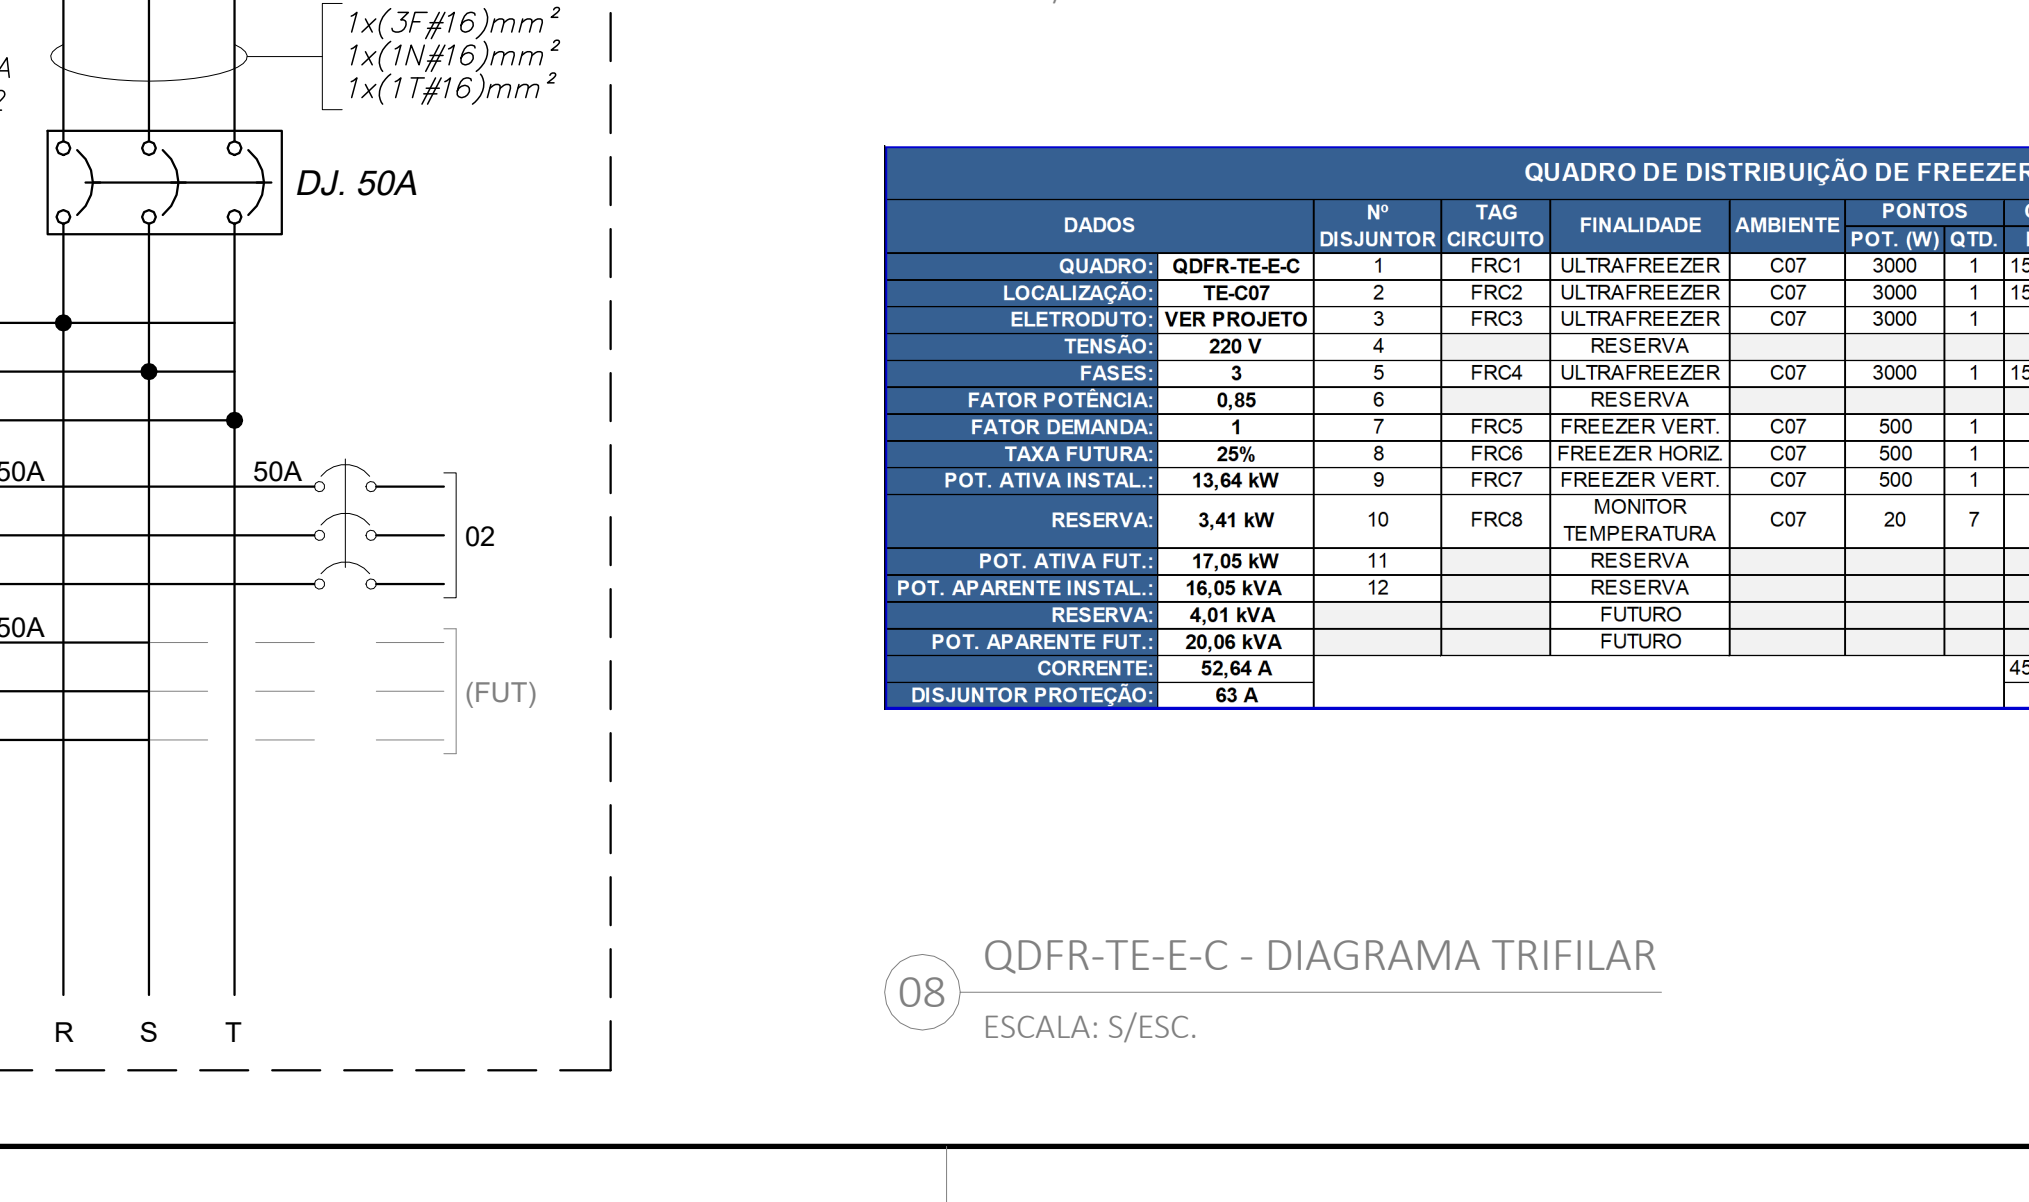 1x(3F#16)mm²
1x(1N#16)mm²
1x(1T#16)mm²
A
2
DJ. 50A
50A
50A
02
50A
(FUT)
R S T
QUADRO DE DISTRIBUIÇÃO DE FREEZER
DADOS Nº DISJUNTOR TAG CIRCUITO FINALIDADE AMBIENTE PONTOS
POT. (W) QTD.
QUADRO: QDFR-TE-E-C 1 FRC1 ULTRAFREEZER C07 3000 1 15
LOCALIZAÇÃO: TE-C07 2 FRC2 ULTRAFREEZER C07 3000 1 15
ELETRODUTO: VER PROJETO 3 FRC3 ULTRAFREEZER C07 3000 1
TENSÃO: 220 V 4 RESERVA
FASES: 3 5 FRC4 ULTRAFREEZER C07 3000 1 15
FATOR POTÊNCIA: 0,85 6 RESERVA
FATOR DEMANDA: 1 7 FRC5 FREEZER VERT. C07 500 1
TAXA FUTURA: 25% 8 FRC6 FREEZER HORIZ. C07 500 1
POT. ATIVA INSTAL.: 13,64 kW 9 FRC7 FREEZER VERT. C07 500 1
RESERVA: 3,41 kW 10 FRC8 MONITOR TEMPERATURA C07 20 7
POT. ATIVA FUT.: 17,05 kW 11 RESERVA
POT. APARENTE INSTAL.: 16,05 kVA 12 RESERVA
RESERVA: 4,01 kVA FUTURO
POT. APARENTE FUT.: 20,06 kVA FUTURO
CORRENTE: 52,64 A 45
DISJUNTOR PROTEÇÃO: 63 A
08
QDFR-TE-E-C - DIAGRAMA TRIFILAR
ESCALA: S/ESC.